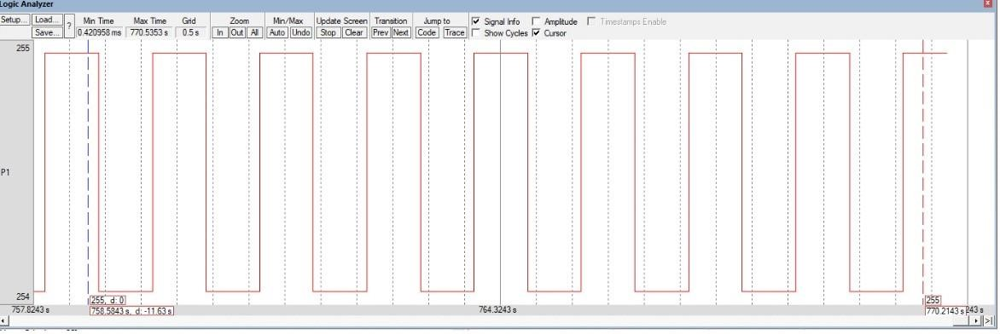 Logic Analyzer
Setup... Load... Save... ? Min Time 0.420958 ms Max Time 770.5353 s Grid 0.5 s Zoom In Out All Min/Max Auto Undo Update Screen Stop Clear Transition Prev Next Jump to Code Trace Signal Info Amplitude Timestamps Enable
Show Cycles Cursor
255
P1
254
255, d: 0
255
757.8243 s
758.5843 s, d: -11.63 s
764.3243 s
770.2143 s
243 s